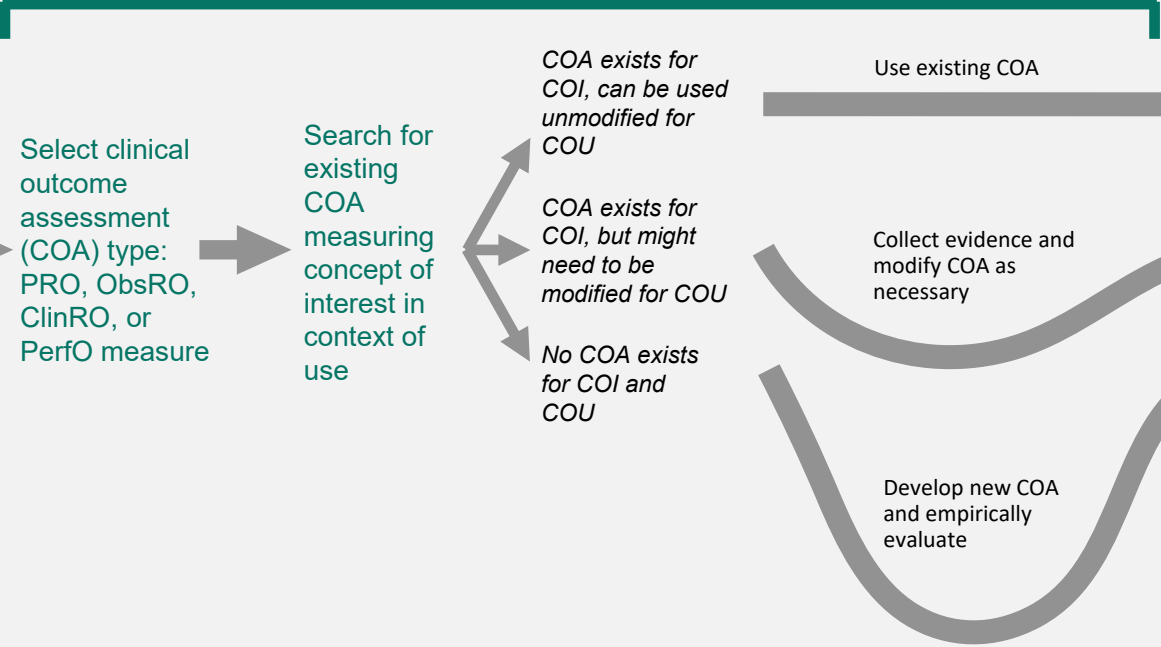 Select clinical
outcome
assessment
(COA) type:
PRO, ObsRO,
ClinRO, or
PerfO measure
Search for
existing
COA
measuring
concept of
interest in
context of
use
COA exists for
COI, can be used
unmodified for
COU
COA exists for
COI, but might
need to be
modified for COU
No COA exists
for COI and
COU
Use existing COA
Collect evidence and
modify COA as
necessary
Develop new COA
and empirically
evaluate